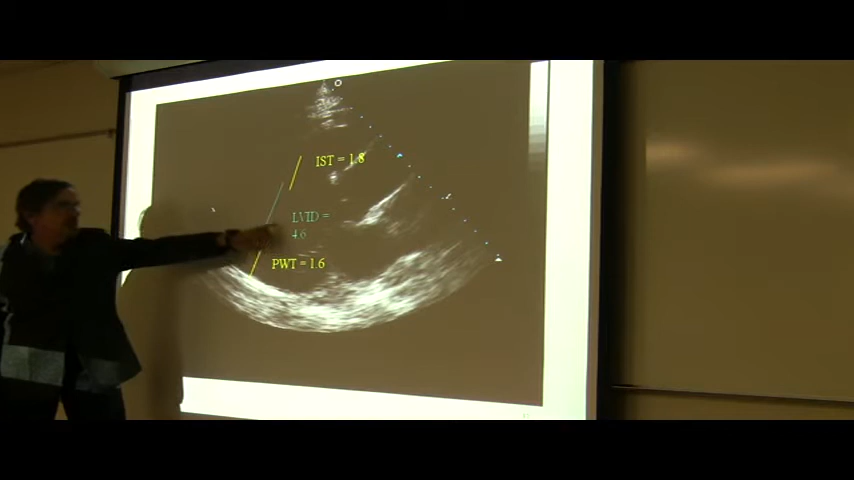 IST = 1.8
LVID =
4.6
PWT = 1.6